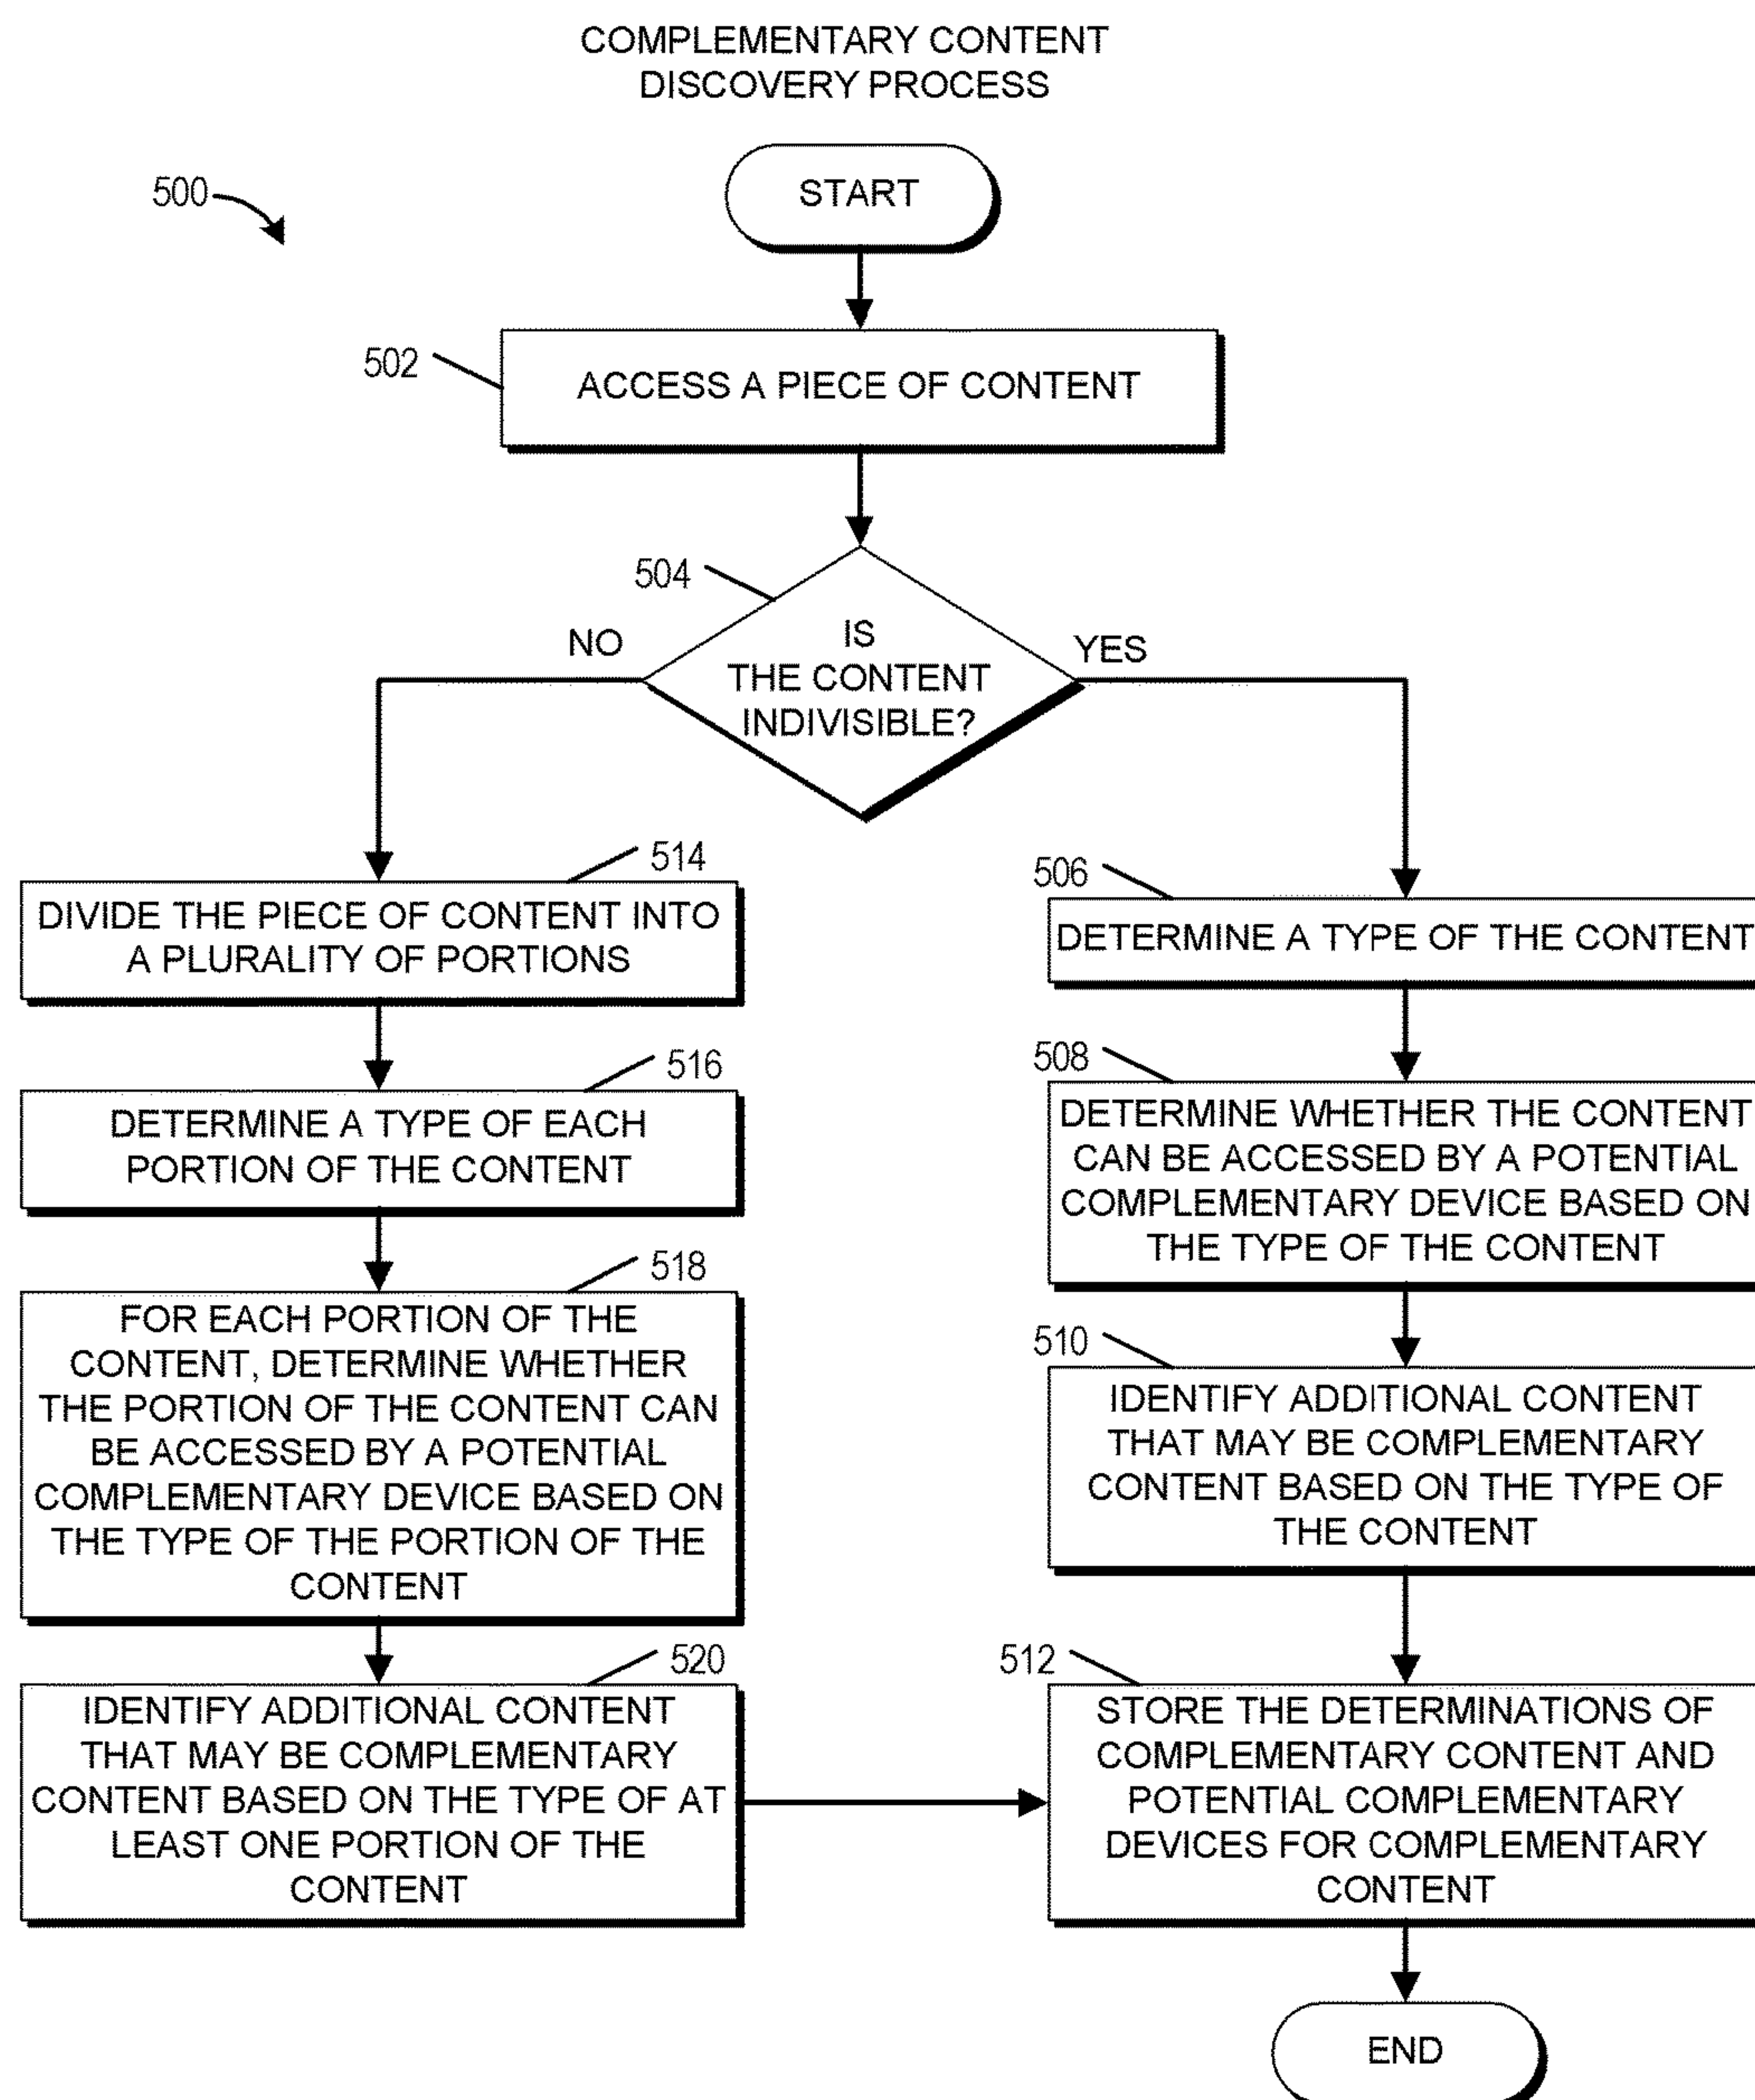 COMPLEMENTARY CONTENT
DISCOVERY PROCESS
500
START
502
ACCESS A PIECE OF CONTENT
504
IS
THE CONTENT
INDIVISIBLE?
NO
YES
514
DIVIDE THE PIECE OF CONTENT INTO
A PLURALITY OF PORTIONS
516
DETERMINE A TYPE OF EACH
PORTION OF THE CONTENT
518
FOR EACH PORTION OF THE
CONTENT, DETERMINE WHETHER
THE PORTION OF THE CONTENT CAN
BE ACCESSED BY A POTENTIAL
COMPLEMENTARY DEVICE BASED ON
THE TYPE OF THE PORTION OF THE
CONTENT
520
IDENTIFY ADDITIONAL CONTENT
THAT MAY BE COMPLEMENTARY
CONTENT BASED ON THE TYPE OF AT
LEAST ONE PORTION OF THE
CONTENT
506
DETERMINE A TYPE OF THE CONTENT
508
DETERMINE WHETHER THE CONTENT
CAN BE ACCESSED BY A POTENTIAL
COMPLEMENTARY DEVICE BASED ON
THE TYPE OF THE CONTENT
510
IDENTIFY ADDITIONAL CONTENT
THAT MAY BE COMPLEMENTARY
CONTENT BASED ON THE TYPE OF
THE CONTENT
512
STORE THE DETERMINATIONS OF
COMPLEMENTARY CONTENT AND
POTENTIAL COMPLEMENTARY
DEVICES FOR COMPLEMENTARY
CONTENT
END